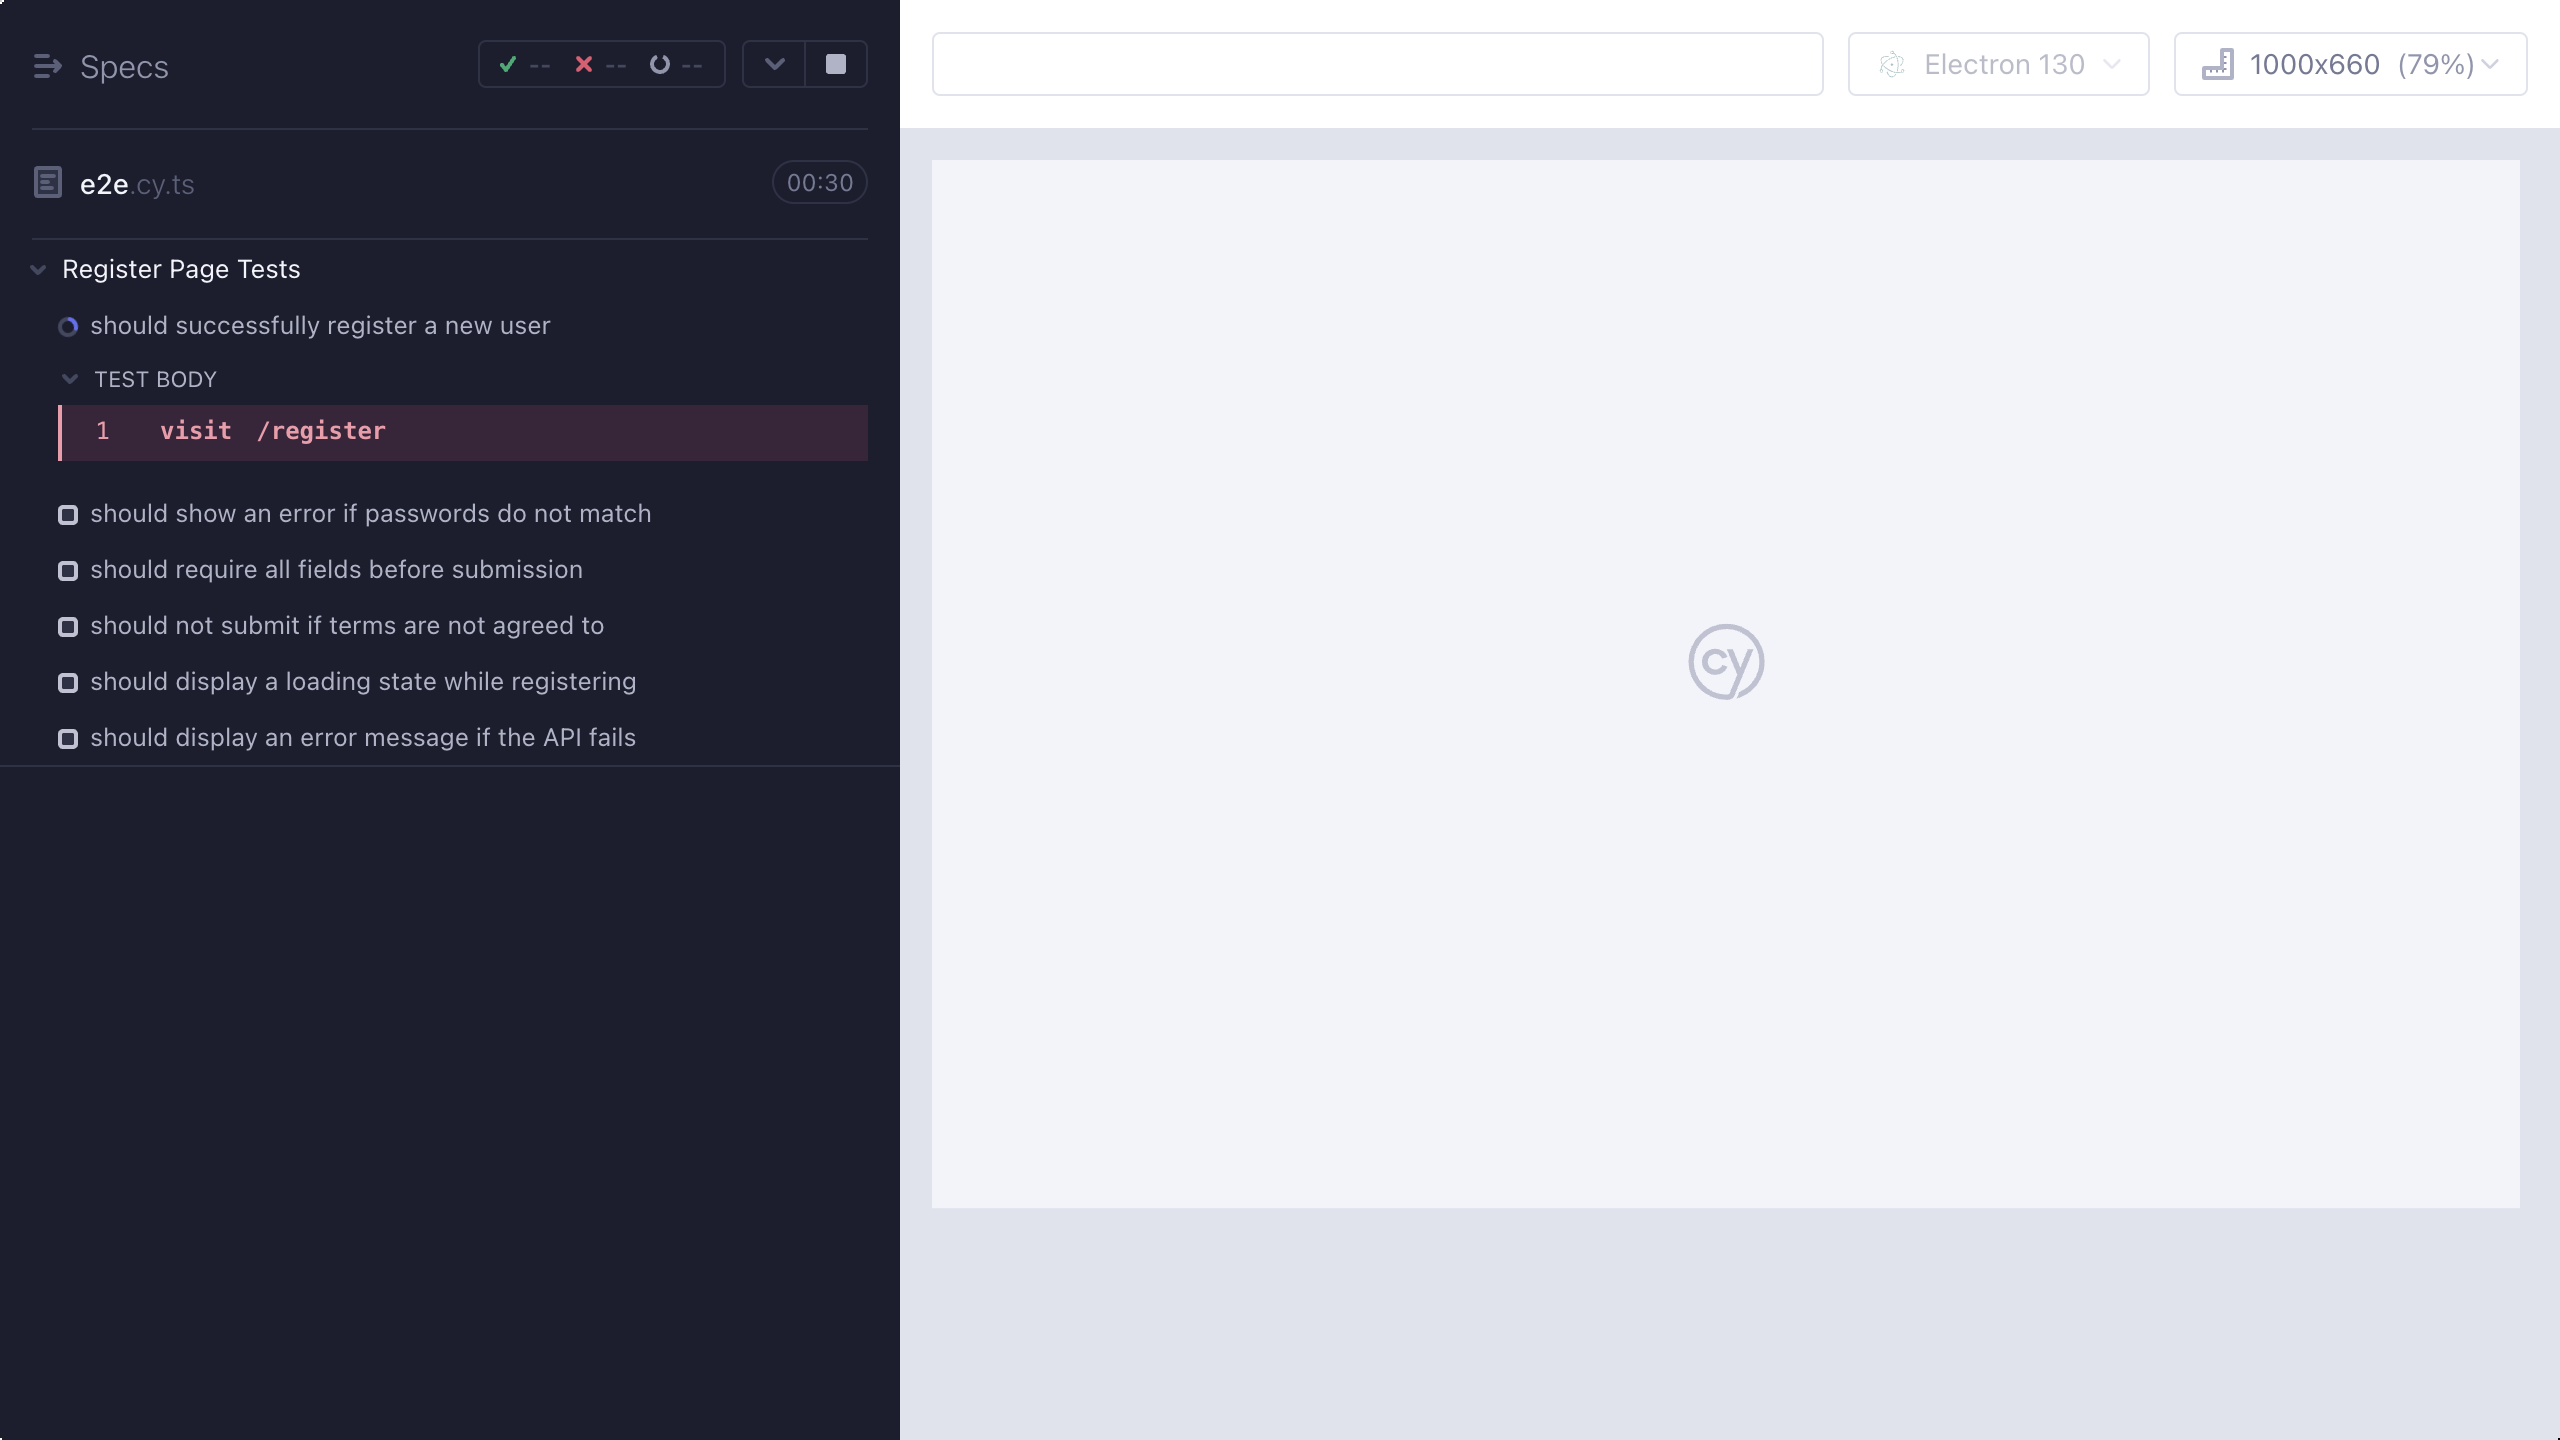 Specs
-- -- --
e2e.cy.ts
00:30
Register Page Tests
should successfully register a new user
TEST BODY
1 visit /register
should show an error if passwords do not match
should require all fields before submission
should not submit if terms are not agreed to
should display a loading state while registering
should display an error message if the API fails
Electron 130
1000x660 (79%)
cy